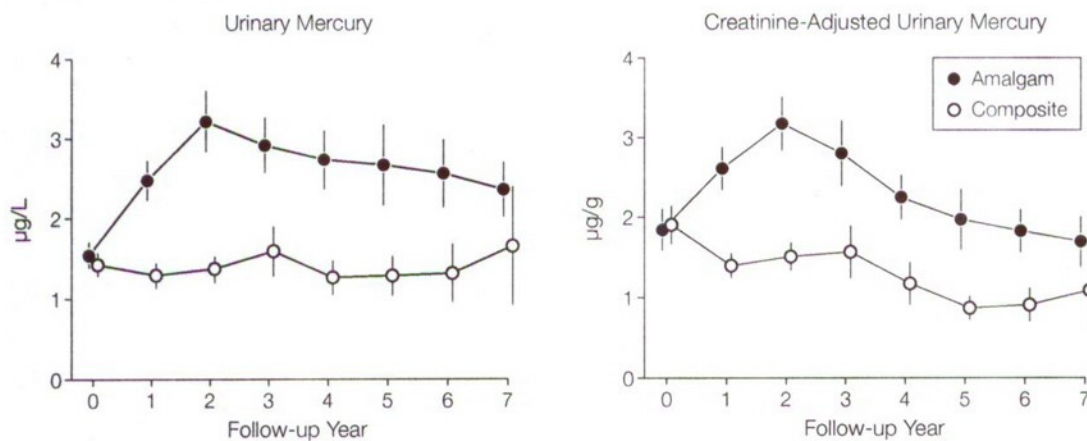 Urinary Mercury
4
3
2
1
0
µg/L
0 1 2 3 4 5 6 7
Follow-up Year
Creatinine-Adjusted Urinary Mercury
Amalgam
Composite
4
3
2
1
0
µg/g
0 1 2 3 4 5 6 7
Follow-up Year